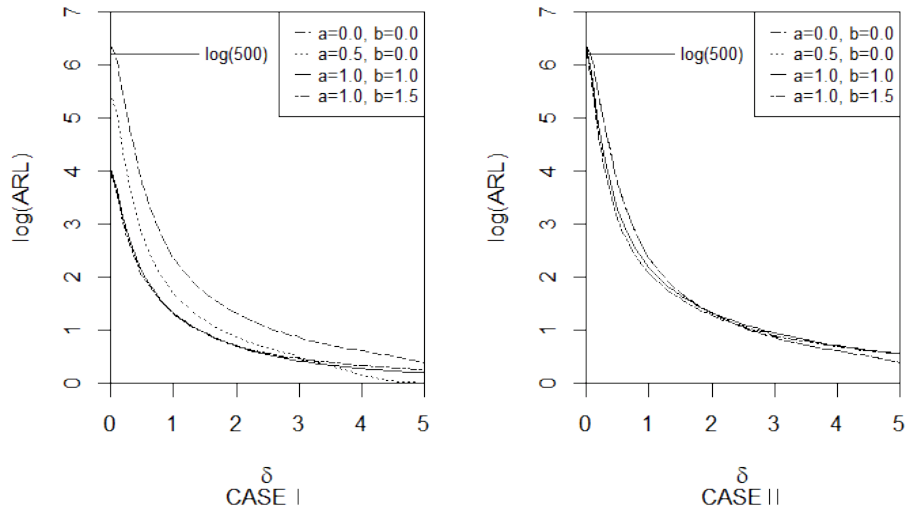 a=0.0, b=0.0
a=0.5, b=0.0
a=1.0, b=1.0
a=1.0, b=1.5
log(500)
log(ARL)
7
6
5
4
3
2
1
0
0 1 2 3 4 5
δ
CASE I
a=0.0, b=0.0
a=0.5, b=0.0
a=1.0, b=1.0
a=1.0, b=1.5
log(500)
log(ARL)
7
6
5
4
3
2
1
0
0 1 2 3 4 5
δ
CASE II